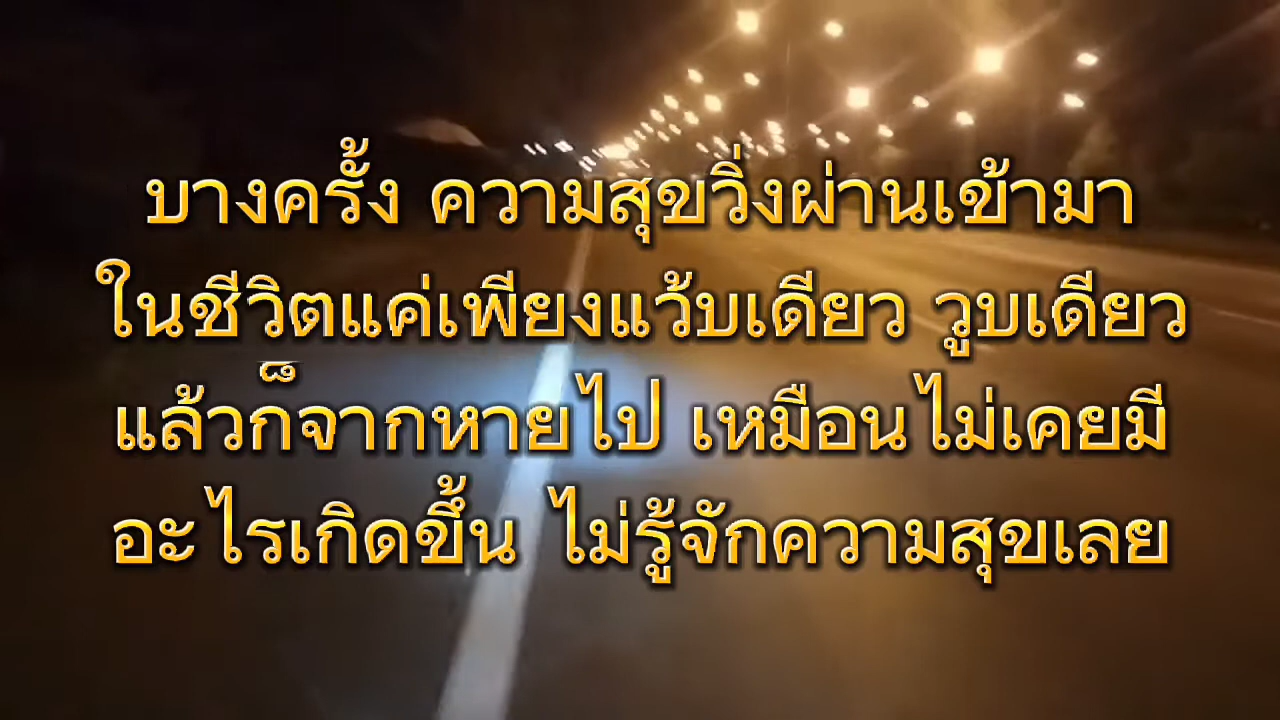 บางครั้ง ความสุขวิ่งผ่านเข้ามา
ในชีวิตแค่เพียงแว้บเดียว วูบเดียว
แล้วก็จากหายไป เหมือนไม่เคยมี
อะไรเกิดขึ้น ไม่รู้จักความสุขเลย